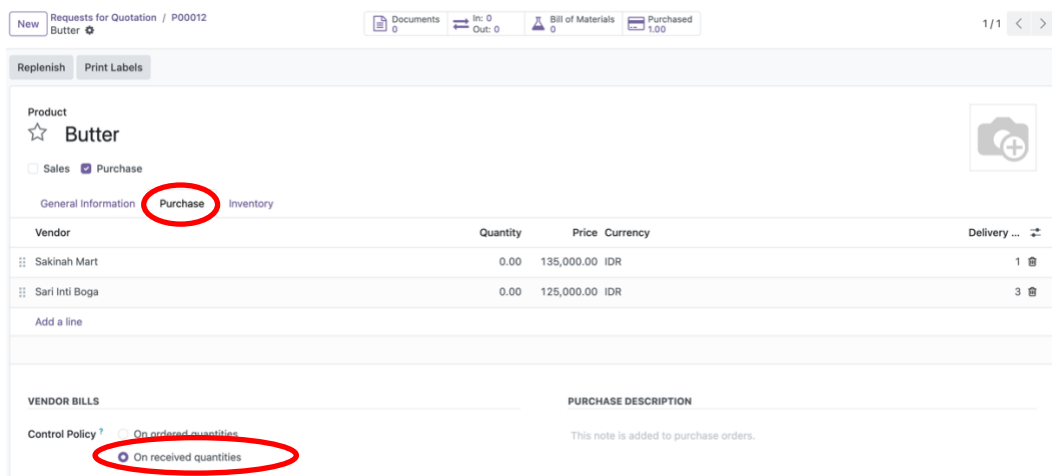 New Requests for Quotation / P00012
Butter
Documents
0
In: 0
Out: 0
Bill of Materials
0
Purchased
1.00
1 / 1
Replenish Print Labels
Product
Butter
Sales Purchase
General Information Purchase Inventory
Vendor Quantity Price Currency Delivery ...
Sakinah Mart 0.00 135,000.00 IDR 1
Sari Inti Boga 0.00 125,000.00 IDR 3
Add a line
VENDOR BILLS PURCHASE DESCRIPTION
Control Policy ? On ordered quantities This note is added to purchase orders.
On received quantities